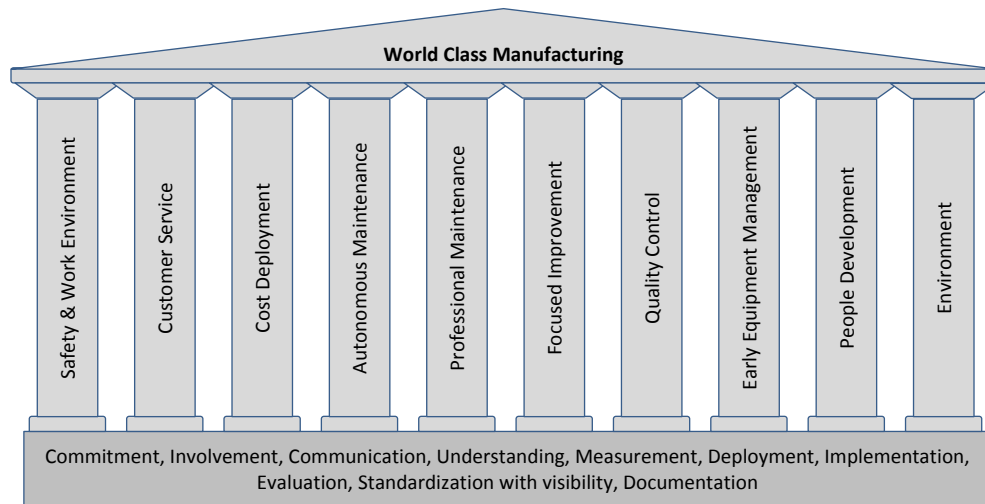 World Class Manufacturing
Safety & Work Environment
Customer Service
Cost Deployment
Autonomous Maintenance
Professional Maintenance
Focused Improvement
Quality Control
Early Equipment Management
People Development
Environment
Commitment, Involvement, Communication, Understanding, Measurement, Deployment, Implementation,
Evaluation, Standardization with visibility, Documentation